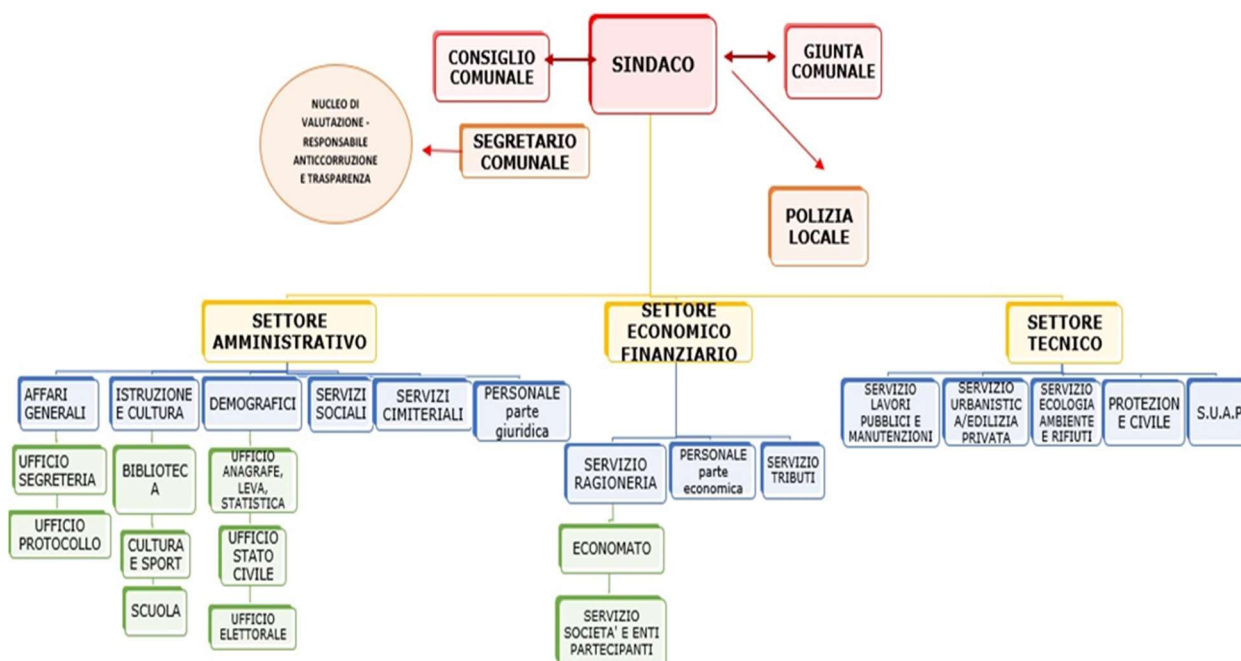 CONSIGLIO
COMUNALE
SINDACO
GIUNTA
COMUNALE
NUCLEO DI
VALUTAZIONE -
RESPONSABILE
ANTICCORRUZIONE
E TRASPARENZA
SEGRETARIO
COMUNALE
POLIZIA
LOCALE
SETTORE
AMMINISTRATIVO
SETTORE
ECONOMICO
FINANZIARIO
SETTORE
TECNICO
AFFARI
GENERALI
ISTRUZIONE
E CULTURA
DEMOGRAFICI
SERVIZI
SOCIALI
SERVIZI
CIMITERIALI
PERSONALE
parte
giuridica
SERVIZIO
LAVORI
PUBBLICI E
MANUTENZIONI
SERVIZIO
URBANISTIC
A/EDILIZIA
PRIVATA
SERVIZIO
ECOLOGIA
AMBIENTE
E RIFIUTI
PROTEZION
E CIVILE
S.U.A.P
UFFICIO
SEGRETERIA
UFFICIO
PROTOCOLLO
BIBLIOTEC
A
CULTURA
E SPORT
SCUOLA
UFFICIO
ANAGRAFE,
LEVA,
STATISTICA
UFFICIO
STATO
CIVILE
UFFICIO
ELETTORALE
SERVIZIO
RAGIONERIA
PERSONALE
parte
economica
SERVIZIO
TRIBUTI
ECONOMATO
SERVIZIO
SOCIETA' E ENTI
PARTECIPANTI